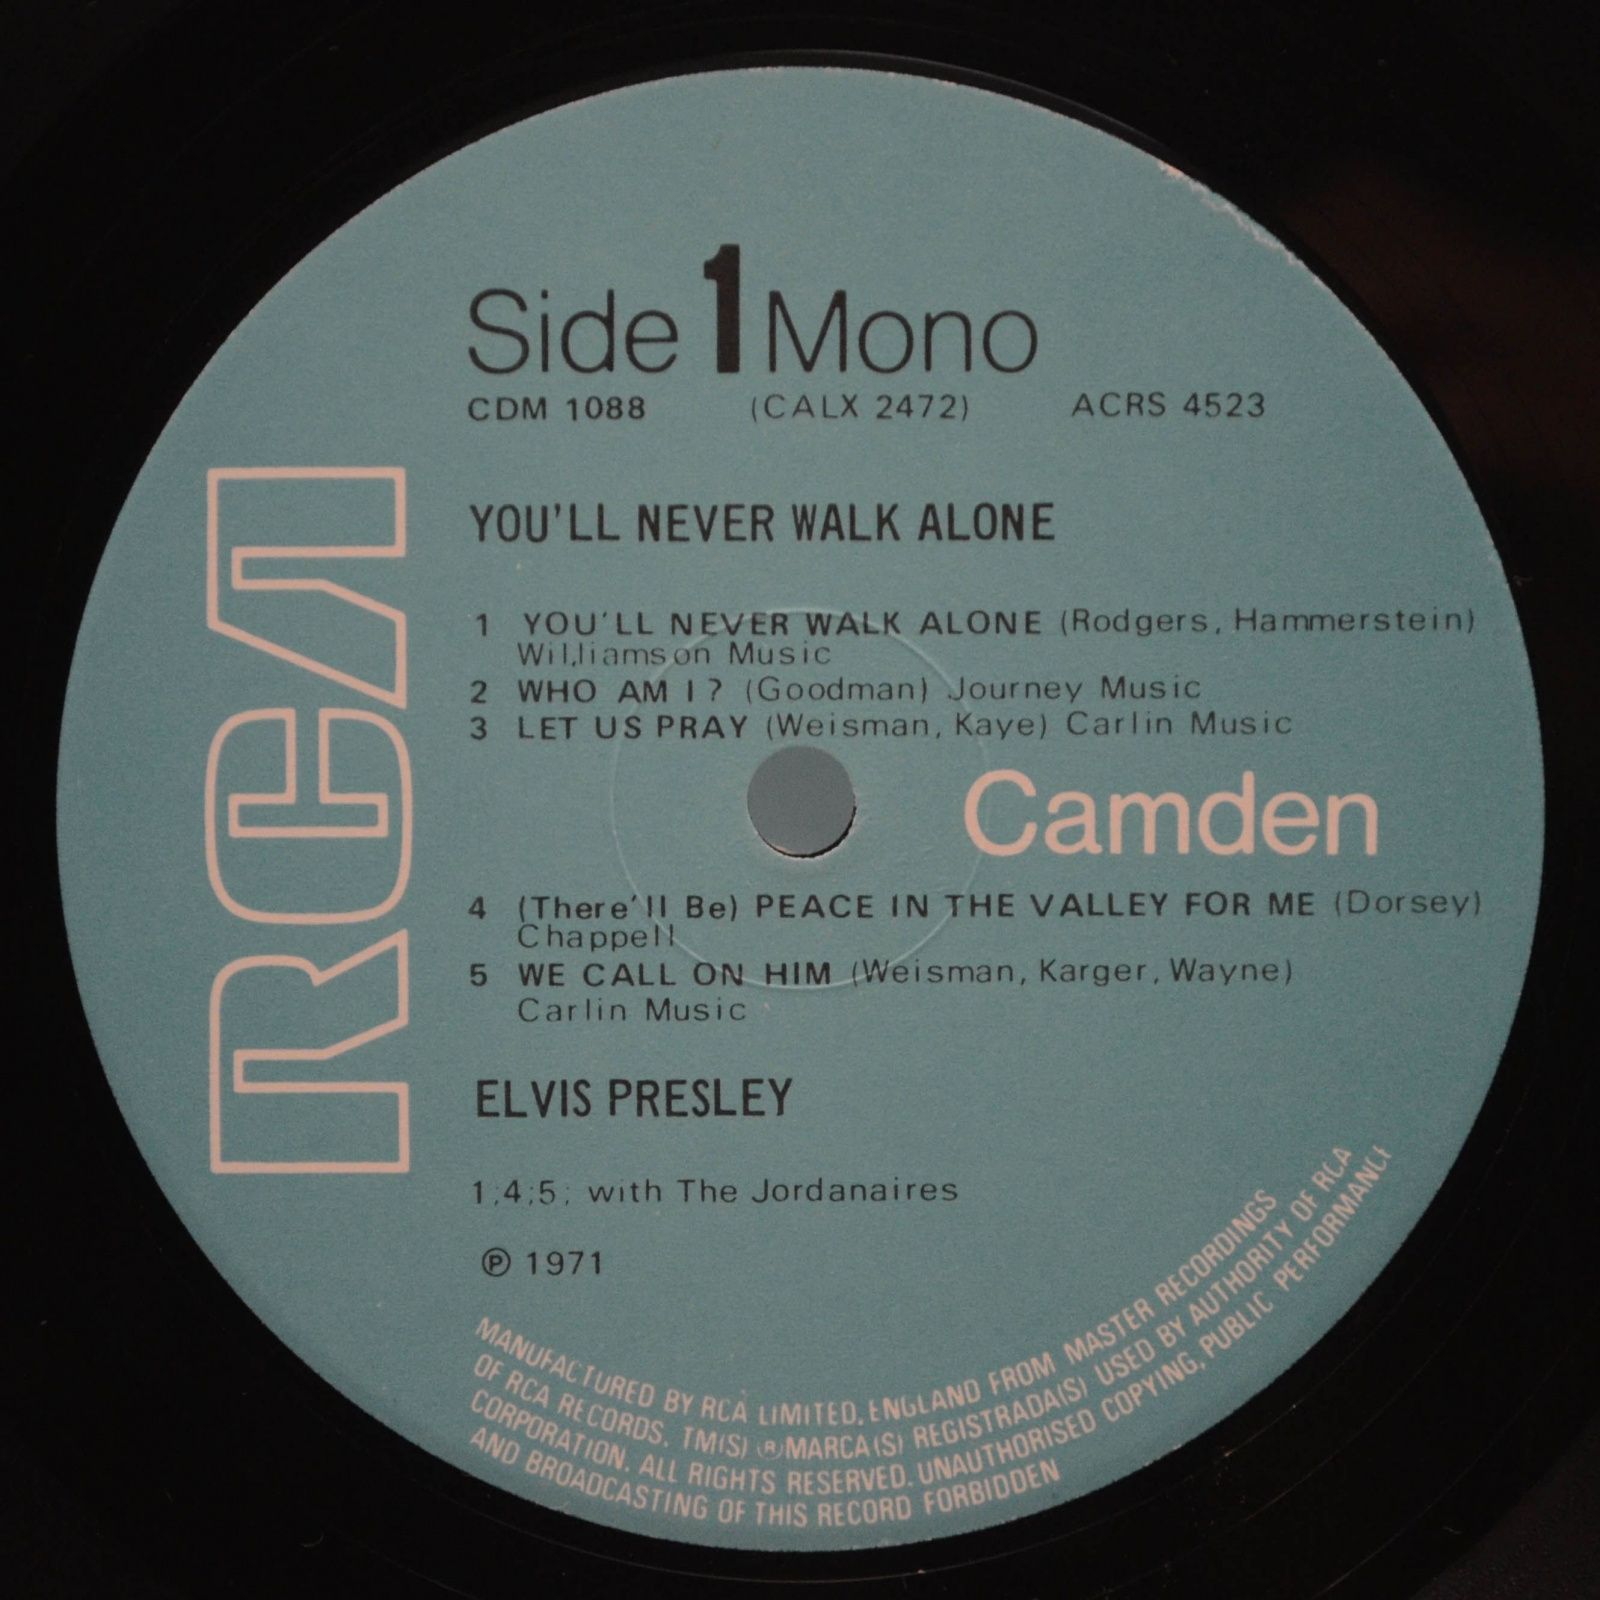 Side 1 Mono
CDM 1088 (CALX 2472) ACRS 4523
YOU'LL NEVER WALK ALONE
1 YOU'LL NEVER WALK ALONE (Rodgers, Hammerstein)
Williamson Music
2 WHO AM I? (Goodman) Journey Music
3 LET US PRAY (Weisman, Kaye) Carlin Music
RCA
Camden
4 (There'll Be) PEACE IN THE VALLEY FOR ME (Dorsey)
Chappell
5 WE CALL ON HIM (Weisman, Karger, Wayne)
Carlin Music
ELVIS PRESLEY
1;4;5; with The Jordanaires
℗ 1971
MANUFACTURED BY RCA LIMITED, ENGLAND FROM MASTER RECORDINGS
OF RCA RECORDS. TM(S) ® MARCA(S) REGISTRADA(S) USED BY AUTHORITY OF RCA
CORPORATION. ALL RIGHTS RESERVED. UNAUTHORISED COPYING, PUBLIC PERFORMANCE
AND BROADCASTING OF THIS RECORD FORBIDDEN